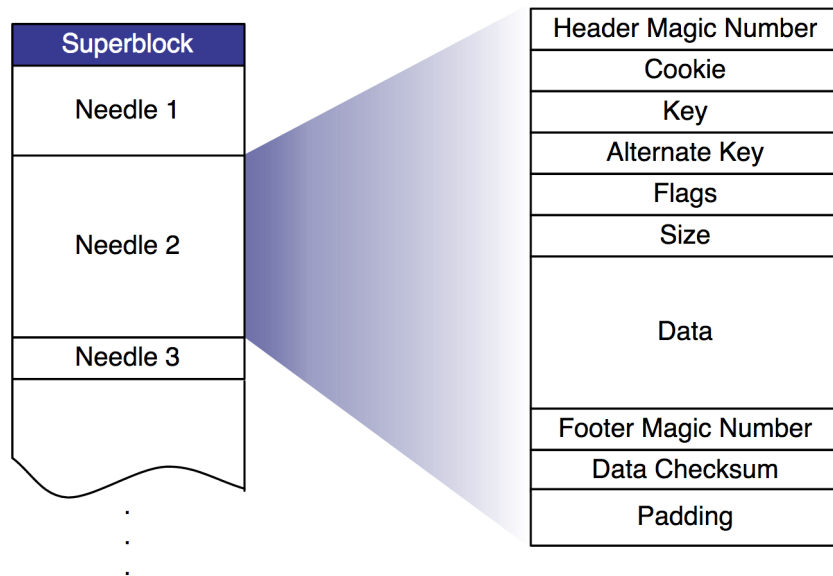 Superblock
Needle 1
Needle 2
Needle 3
.
.
.
Header Magic Number
Cookie
Key
Alternate Key
Flags
Size
Data
Footer Magic Number
Data Checksum
Padding